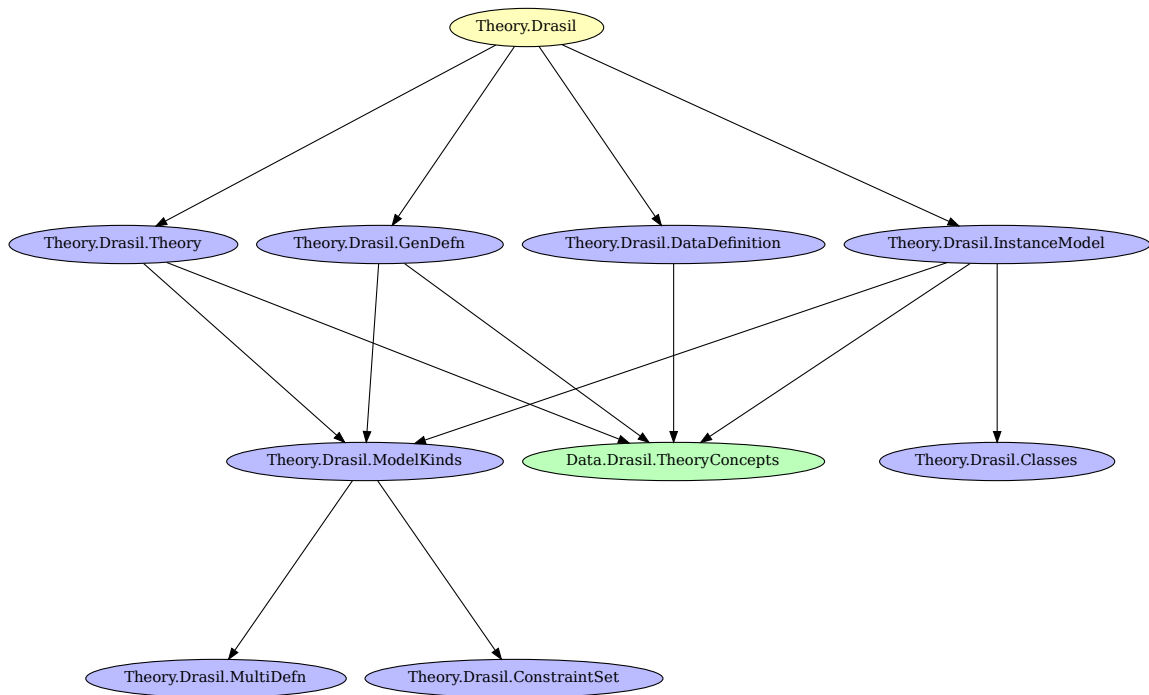 Theory.Drasil
Theory.Drasil.Theory
Theory.Drasil.GenDefn
Theory.Drasil.DataDefinition
Theory.Drasil.InstanceModel
Theory.Drasil.ModelKinds
Data.Drasil.TheoryConcepts
Theory.Drasil.Classes
Theory.Drasil.MultiDefn
Theory.Drasil.ConstraintSet